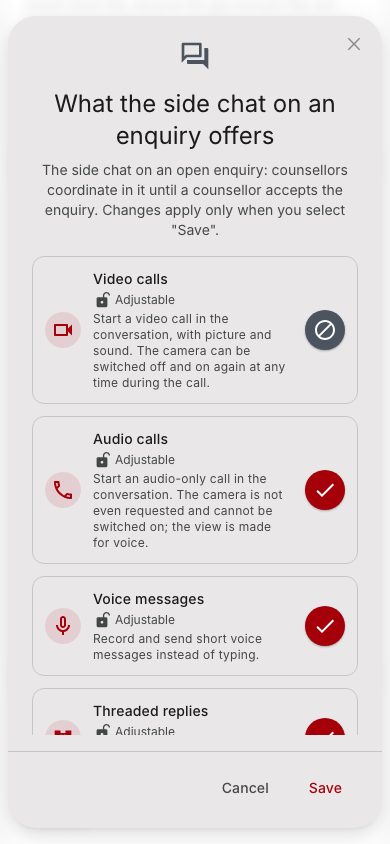 What the side chat on an
enquiry offers
The side chat on an open enquiry: counsellors
coordinate in it until a counsellor accepts the
enquiry. Changes apply only when you select
"Save".
Video calls
Adjustable
Start a video call in the
conversation, with picture and
sound. The camera can be
switched off and on again at any
time during the call.
Audio calls
Adjustable
Start an audio-only call in the
conversation. The camera is not
even requested and cannot be
switched on; the view is made
for voice.
Voice messages
Adjustable
Record and send short voice
messages instead of typing.
Threaded replies
Adjustable
Cancel
Save